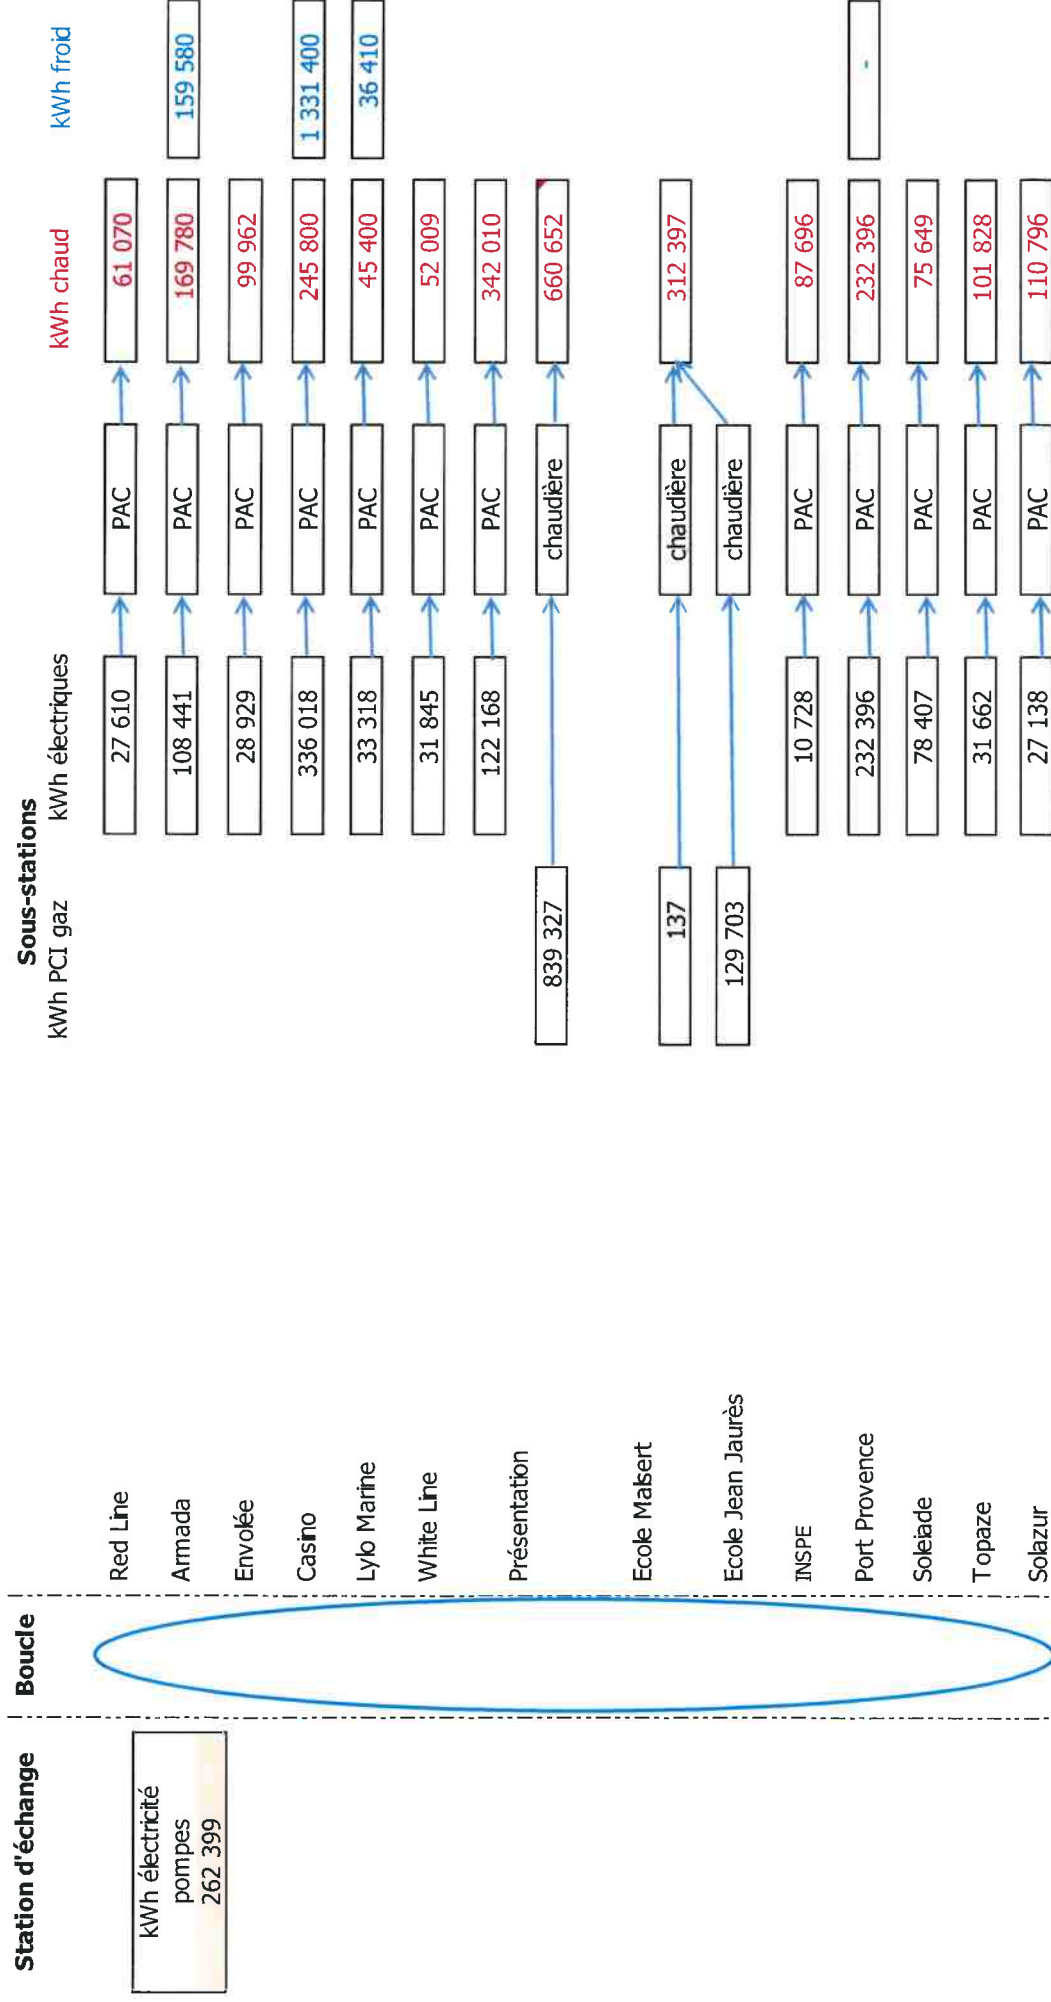 Station d'échange
Boucle
Sous-stations
kWh PCI gaz
kWh électriques
kWh chaud
kWh froid
kWh électricité
pompes
262 399
Red Line
27 610
PAC
61 070
Armada
108 441
PAC
169 780
159 580
Envolée
28 929
PAC
99 962
Casino
336 018
PAC
245 800
1 331 400
Lylo Marine
33 318
PAC
45 400
36 410
White Line
31 845
PAC
52 009
122 168
PAC
342 010
Présentation
839 327
chaudière
660 652
Ecole Malsert
137
chaudière
312 397
Ecole Jean Jaurès
129 703
chaudière
INSPE
10 728
PAC
87 696
Port Provence
232 396
PAC
232 396
-
Soleiade
78 407
PAC
75 649
Topaze
31 662
PAC
101 828
Solazur
27 138
PAC
110 796